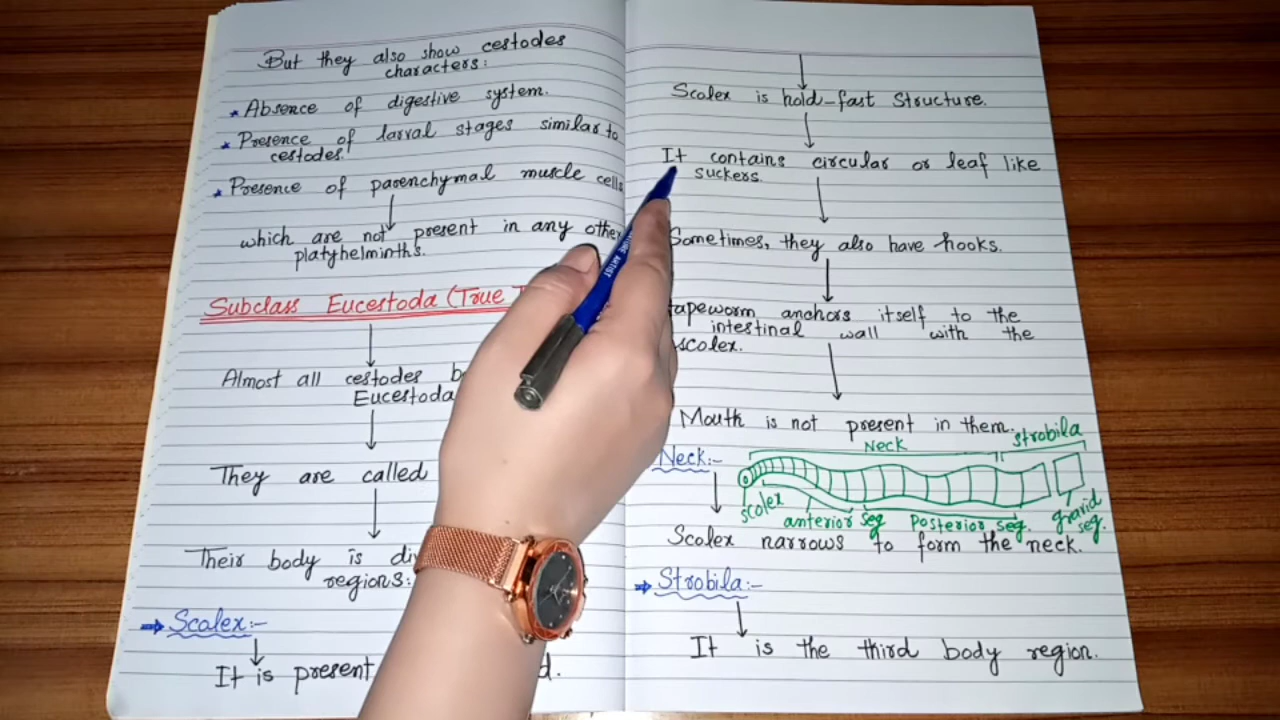 But they also show cestodes
characters:
★ Absence of digestive system.
★ Presence of larval stages similar to
cestodes.
★ Presence of parenchymal muscle cells
which are not present in any other
platyhelminths.
Subclass Eucestoda (True
Almost all cestodes
Eucestoda
They are called
Their body is
regions:
Scolex:-
It is present
Scolex is hold-fast structure.
It contains circular or leaf like
suckers.
Sometimes, they also have hooks.
tapeworm anchors itself to the
intestinal wall with the
scolex.
Mouth is not present in them.
Neck:-
Neck
strobila
scolex
anterior seg
Posterior seg.
gravid
seg.
Scolex narrows to form the neck.
Strobila:-
It is the third body region.